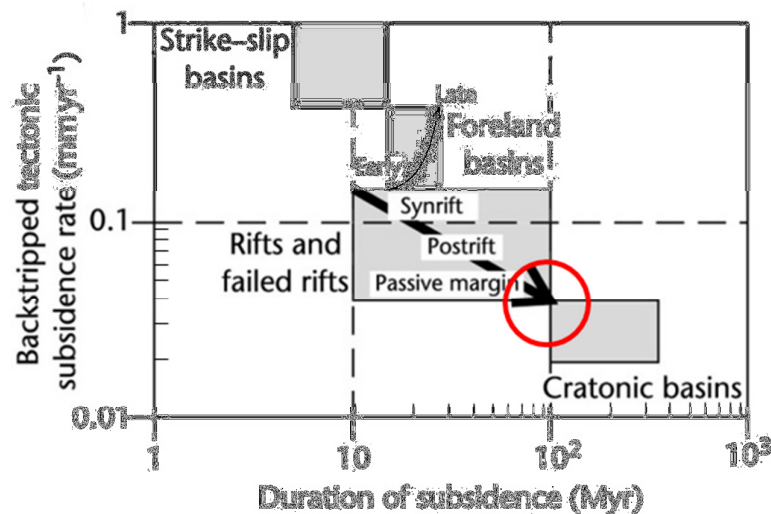 1
Strike–slip
basins
Late
Foreland
basins
Early
Backstripped tectonic
subsidence rate (mmyr⁻¹)
0.1
Synrift
Rifts and
failed rifts
Postrift
Passive margin
Cratonic basins
0.01
1
10
10²
10³
Duration of subsidence (Myr)